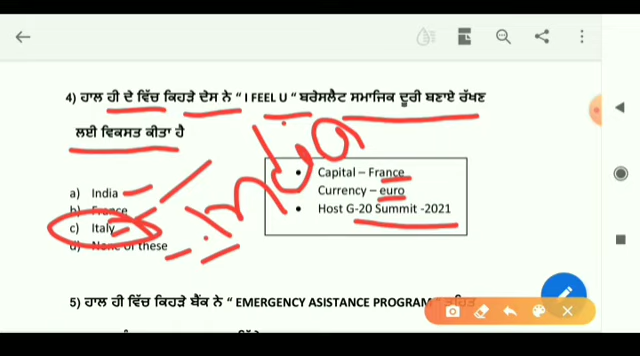 4) ਹਾਲ ਹੀ ਦੇ ਵਿੱਚ ਕਿਹੜੇ ਦੇਸ ਨੇ “ I FEEL U “ ਬਰੇਸਲੈਟ ਸਮਾਜਿਕ ਦੂਰੀ ਬਣਾਏ ਰੱਖਣ
ਲਈ ਵਿਕਸਤ ਕੀਤਾ ਹੈ
a) India
b) France
c) Italy
d) None of these
• Capital – France
Currency – euro
• Host G-20 Summit -2021
India
5) ਹਾਲ ਹੀ ਵਿੱਚ ਕਿਹੜੇ ਬੈਂਕ ਨੇ “ EMERGENCY ASISTANCE PROGRAM “